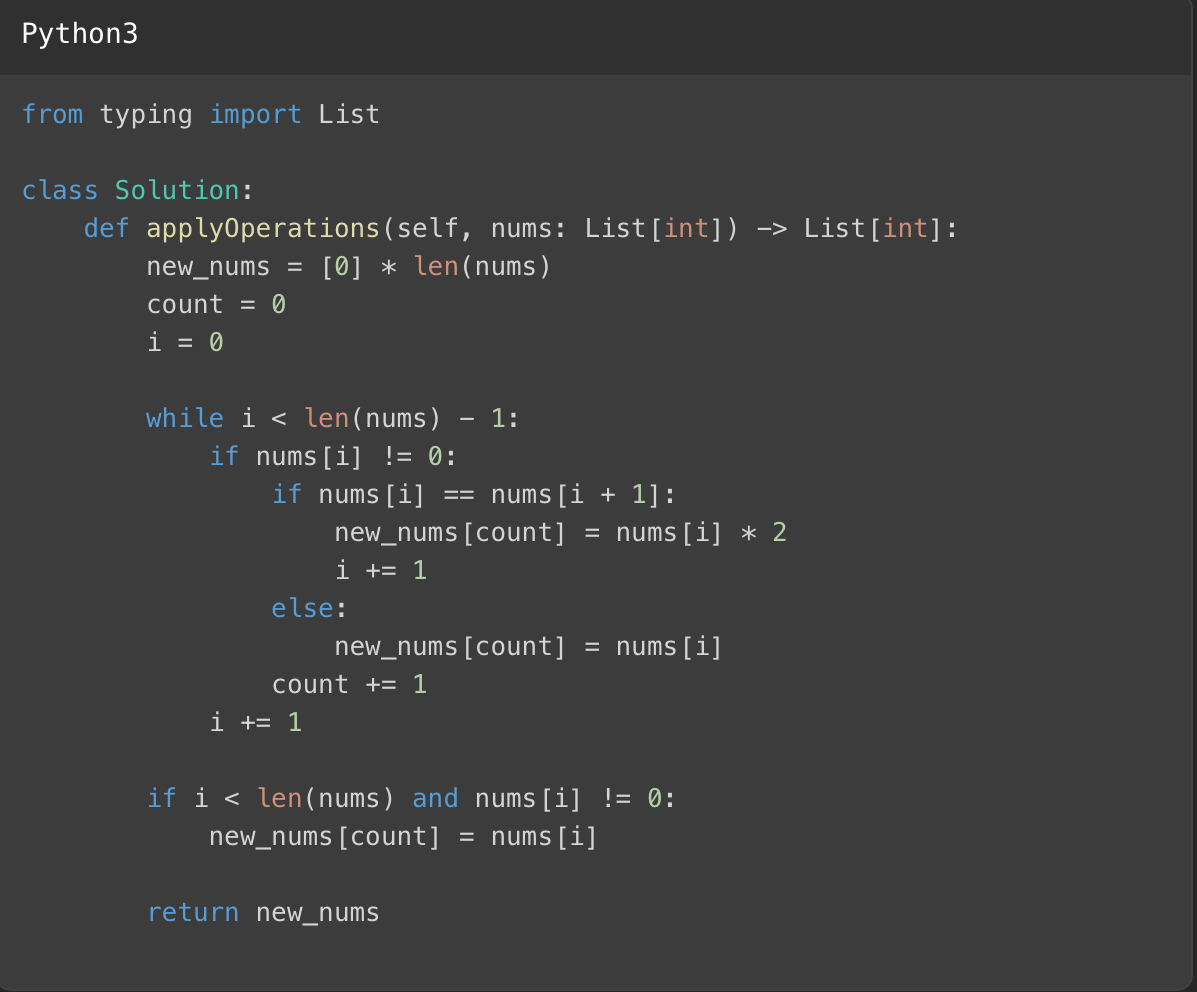 Python3
from typing import List
class Solution:
    def applyOperations(self, nums: List[int]) -> List[int]:
        new_nums = [0] * len(nums)
        count = 0
        i = 0
        while i < len(nums) - 1:
            if nums[i] != 0:
                if nums[i] == nums[i + 1]:
                    new_nums[count] = nums[i] * 2
                    i += 1
                else:
                    new_nums[count] = nums[i]
                count += 1
            i += 1
        if i < len(nums) and nums[i] != 0:
            new_nums[count] = nums[i]
        return new_nums